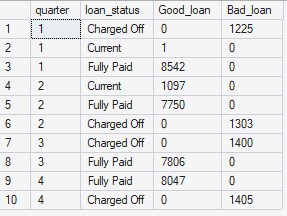 quarter loan_status Good_loan Bad_loan
1 1 Charged Off 0 1225
2 1 Current 1 0
3 1 Fully Paid 8542 0
4 2 Current 1097 0
5 2 Fully Paid 7750 0
6 2 Charged Off 0 1303
7 3 Charged Off 0 1400
8 3 Fully Paid 7806 0
9 4 Fully Paid 8047 0
10 4 Charged Off 0 1405